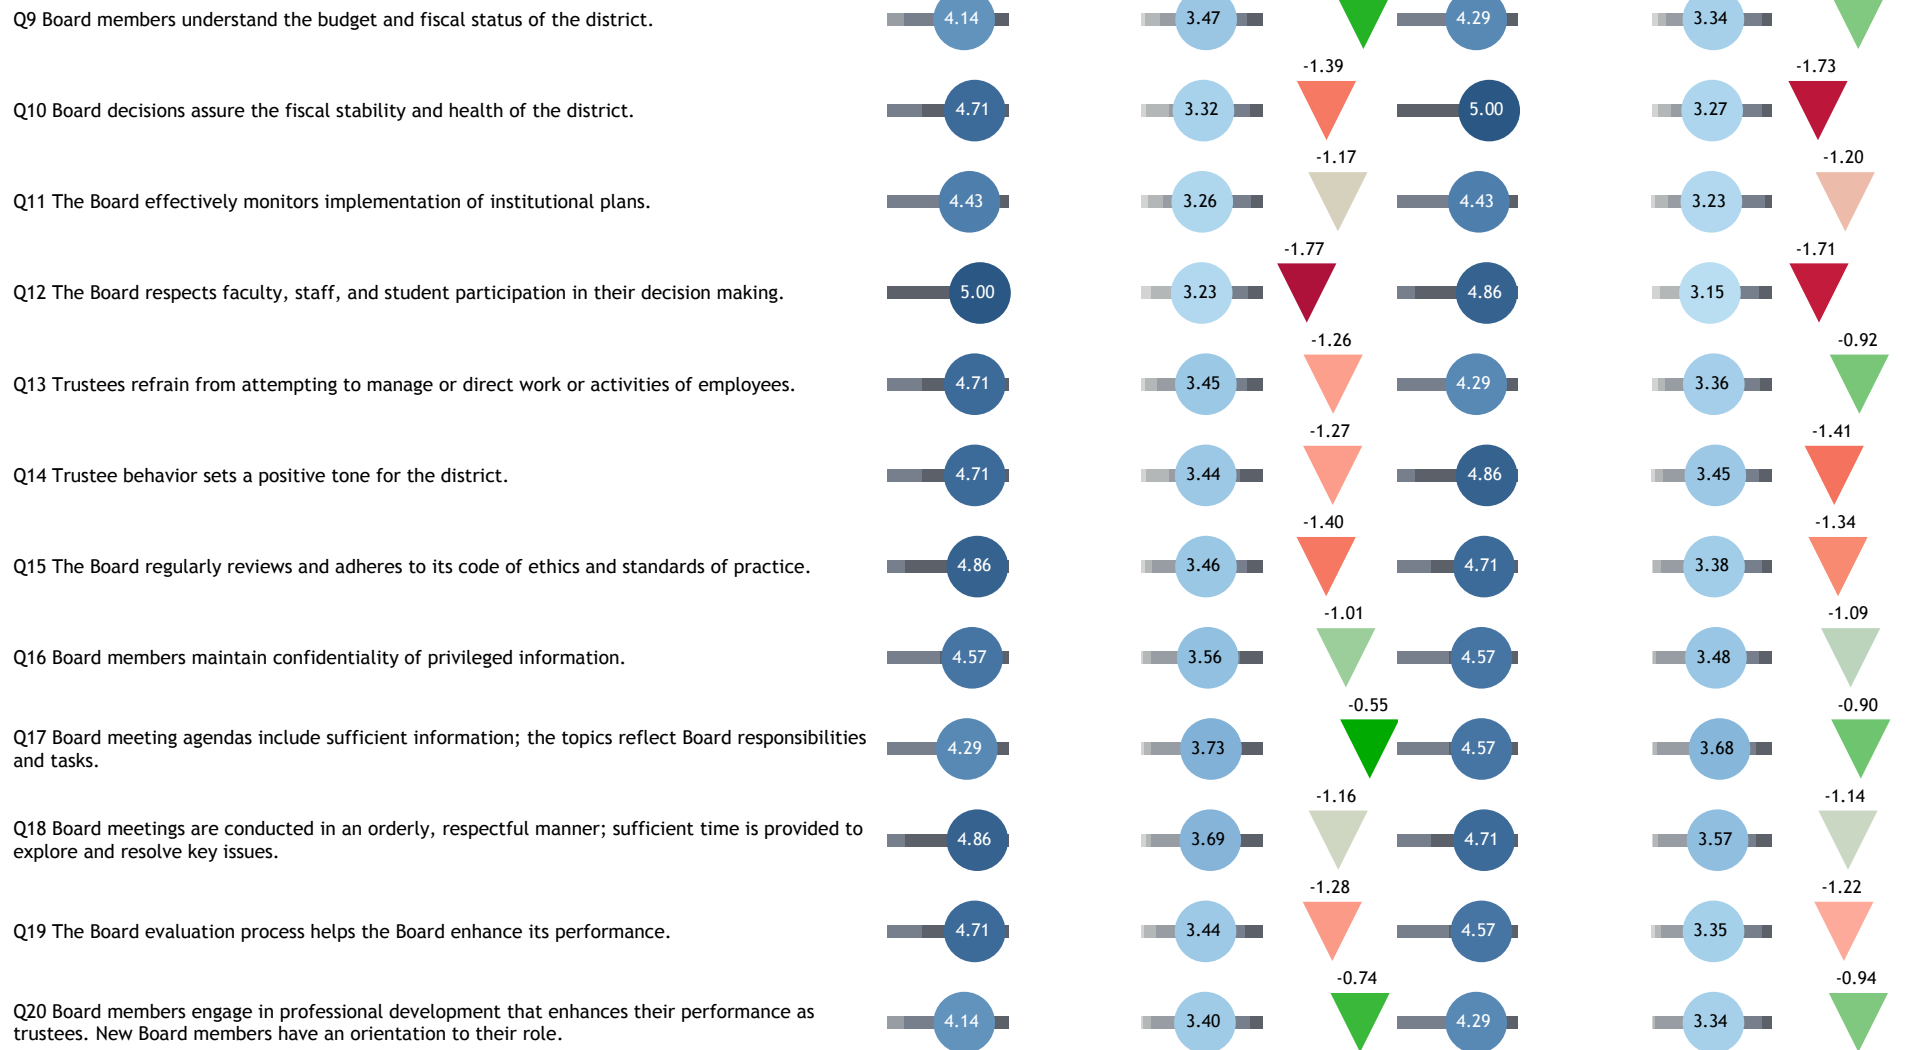 Q9 Board members understand the budget and fiscal status of the district. 4.14 3.47 4.29 3.34
-1.39 -1.73
Q10 Board decisions assure the fiscal stability and health of the district. 4.71 3.32 5.00 3.27
-1.17 -1.20
Q11 The Board effectively monitors implementation of institutional plans. 4.43 3.26 4.43 3.23
-1.77 -1.71
Q12 The Board respects faculty, staff, and student participation in their decision making. 5.00 3.23 4.86 3.15
-1.26 -0.92
Q13 Trustees refrain from attempting to manage or direct work or activities of employees. 4.71 3.45 4.29 3.36
-1.27 -1.41
Q14 Trustee behavior sets a positive tone for the district. 4.71 3.44 4.86 3.45
-1.40 -1.34
Q15 The Board regularly reviews and adheres to its code of ethics and standards of practice. 4.86 3.46 4.71 3.38
-1.01 -1.09
Q16 Board members maintain confidentiality of privileged information. 4.57 3.56 4.57 3.48
-0.55 -0.90
Q17 Board meeting agendas include sufficient information; the topics reflect Board responsibilities
and tasks. 4.29 3.73 4.57 3.68
-1.16 -1.14
Q18 Board meetings are conducted in an orderly, respectful manner; sufficient time is provided to
explore and resolve key issues. 4.86 3.69 4.71 3.57
-1.28 -1.22
Q19 The Board evaluation process helps the Board enhance its performance. 4.71 3.44 4.57 3.35
-0.74 -0.94
Q20 Board members engage in professional development that enhances their performance as
trustees. New Board members have an orientation to their role. 4.14 3.40 4.29 3.34